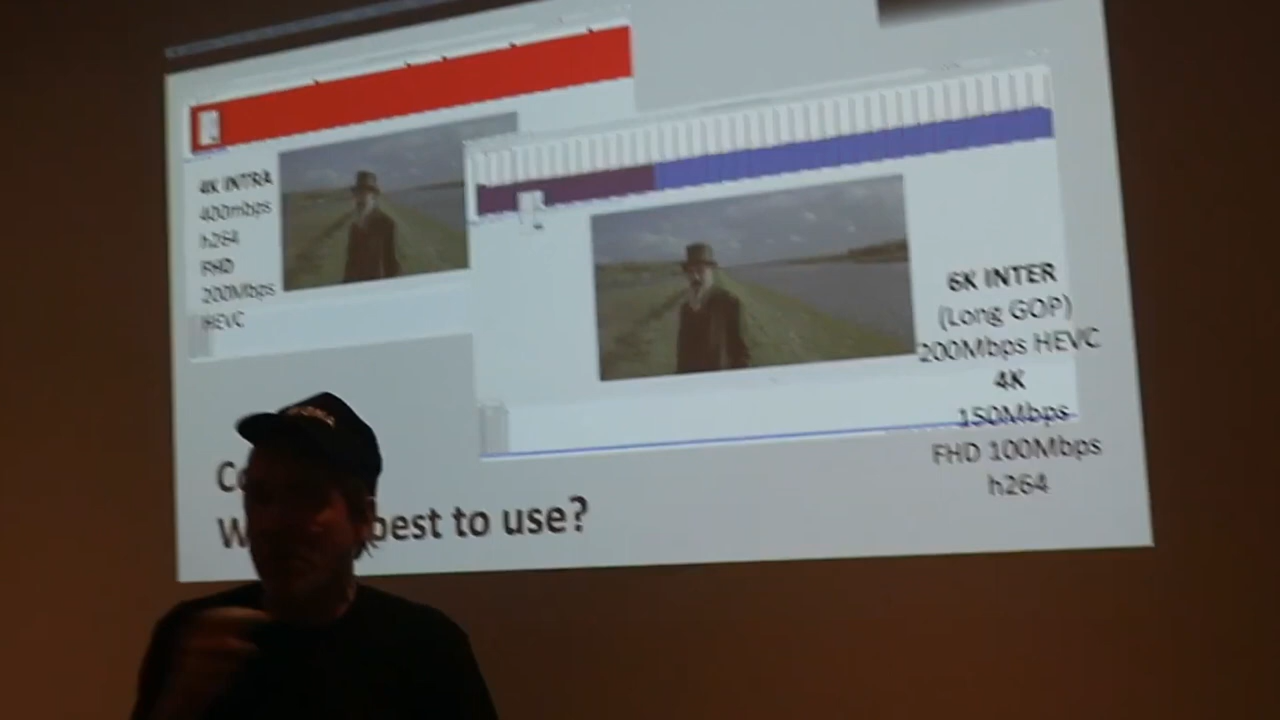 4K INTRA
400mbps
h264
FHD
200Mbps
HEVC
6K INTER
(Long GOP)
200Mbps HEVC
4K
150Mbps
FHD 100Mbps
h264
best to use?